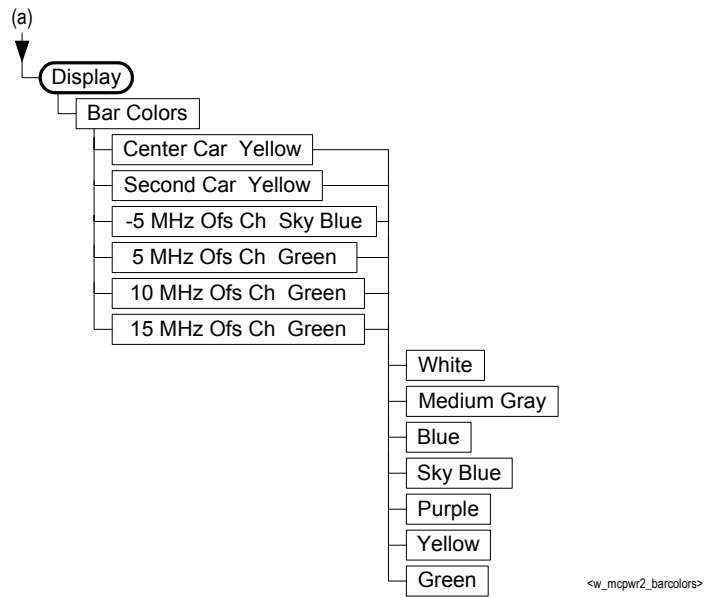 (a)
Display
Bar Colors
Center Car Yellow
Second Car Yellow
-5 MHz Ofs Ch Sky Blue
5 MHz Ofs Ch Green
10 MHz Ofs Ch Green
15 MHz Ofs Ch Green
White
Medium Gray
Blue
Sky Blue
Purple
Yellow
Green
<w_mcpwr2_barcolors>